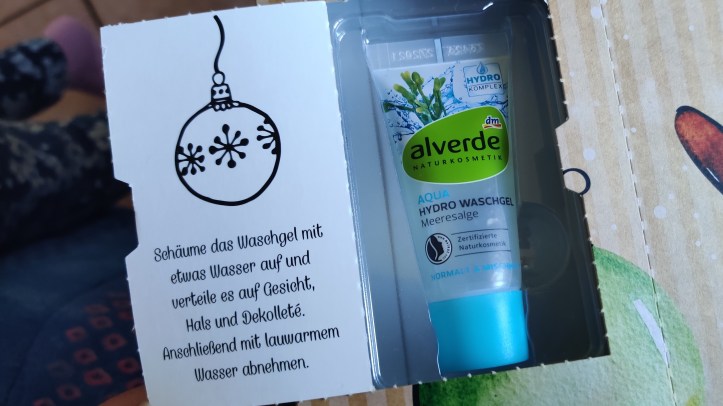 Schäume das Waschgel mit
etwas Wasser auf und
verteile es auf Gesicht,
Hals und Dekolleté.
Anschließend mit lauwarmem
Wasser abnehmen.
HYDRO
KOMPLEX
dm
alverde
NATURKOSMETIK
AQUA
HYDRO WASCHGEL
Meeresalge
Zertifizierte
Naturkosmetik